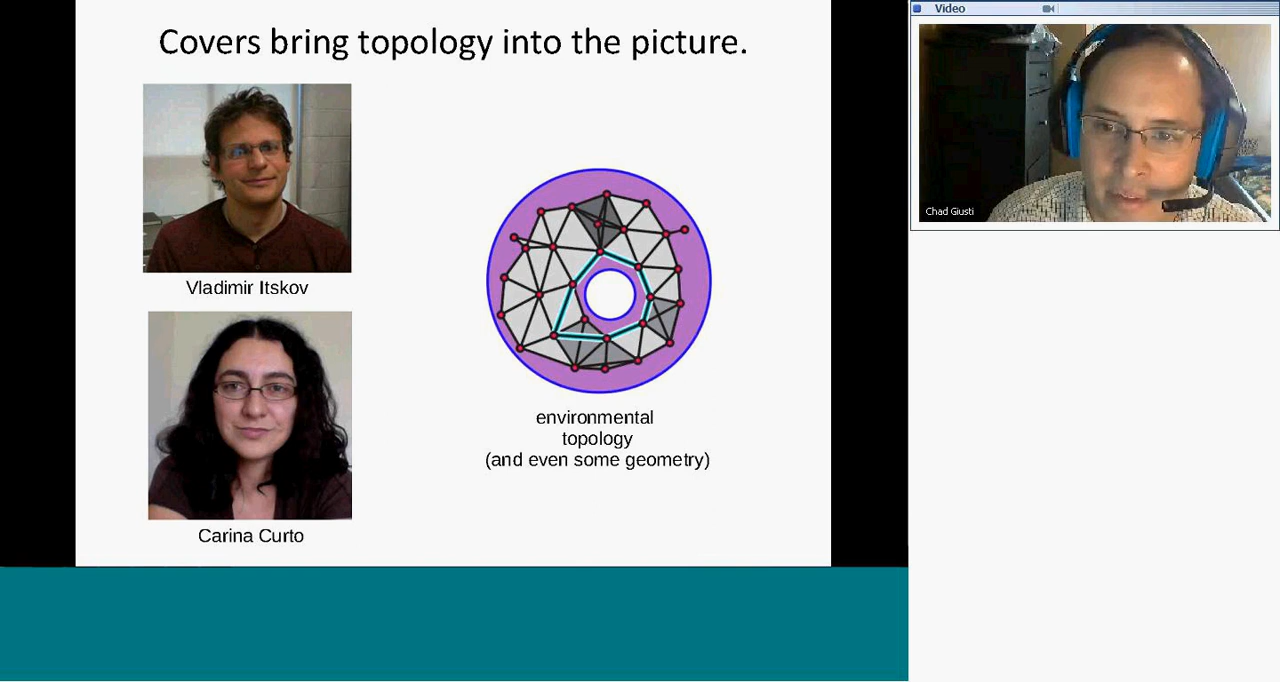 Covers bring topology into the picture.
Vladimir Itskov
Carina Curto
environmental
topology
(and even some geometry)
Video
Chad Giusti